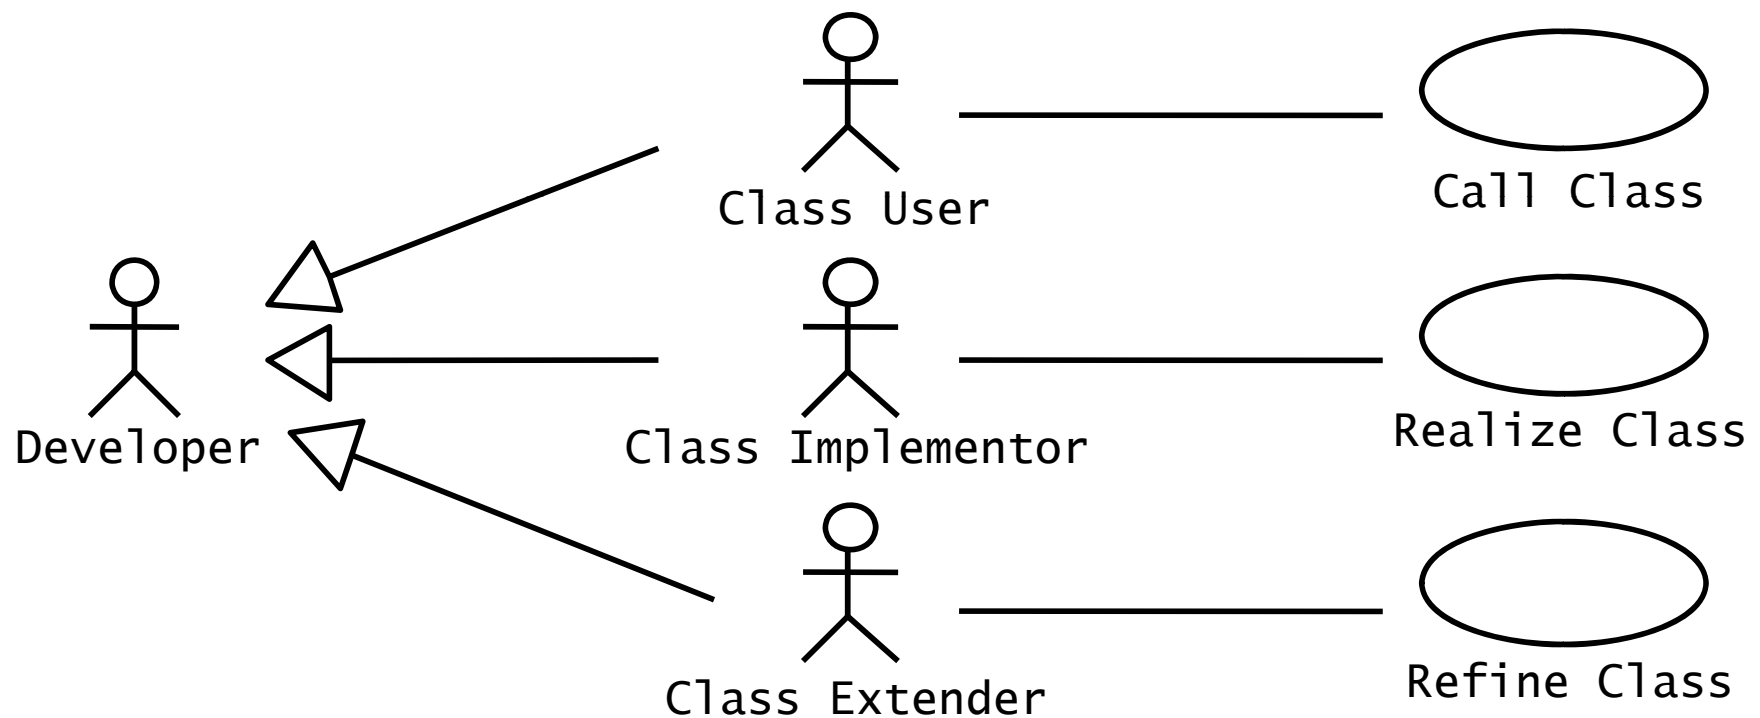 Class User
Call Class
Developer
Class Implementor
Realize Class
Class Extender
Refine Class